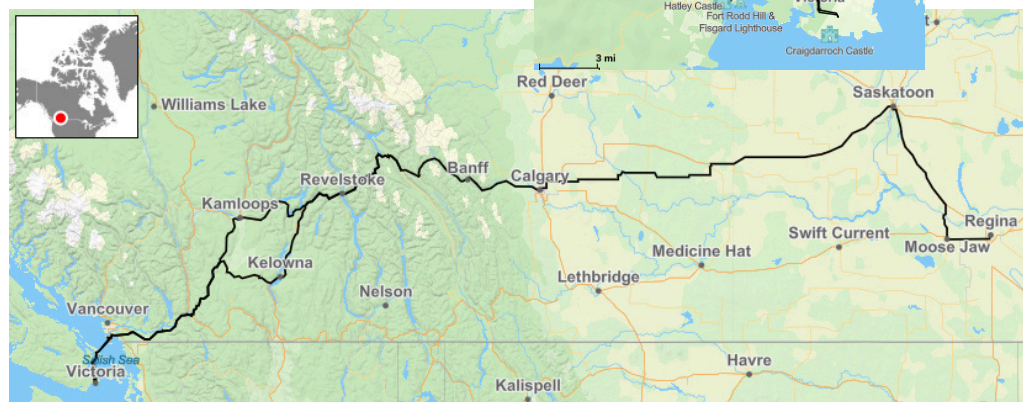 Hatley Castle
Fort Rodd Hill &
Fisgard Lighthouse
Craigdarroch Castle
3 mi
Red Deer
Saskatoon
Williams Lake
Banff
Calgary
Revelstoke
Kamloops
Regina
Swift Current
Moose Jaw
Medicine Hat
Kelowna
Lethbridge
Nelson
Vancouver
Salish Sea
Victoria
Havre
Kalispell